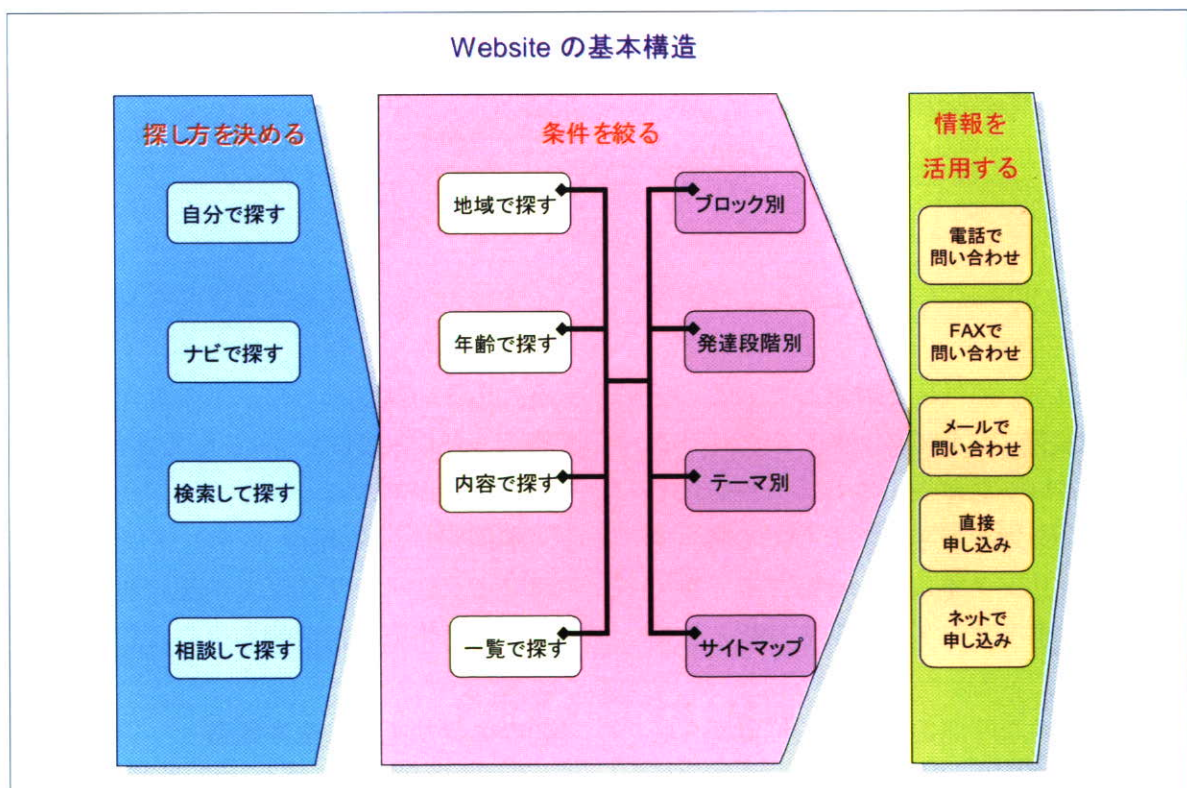 Website の基本構造
探し方を決める
自分で探す
ナビで探す
検索して探す
相談して探す
条件を絞る
地域で探す
年齢で探す
内容で探す
一覧で探す
ブロック別
発達段階別
テーマ別
サイトマップ
情報を
活用する
電話で
問い合わせ
FAXで
問い合わせ
メールで
問い合わせ
直接
申し込み
ネットで
申し込み